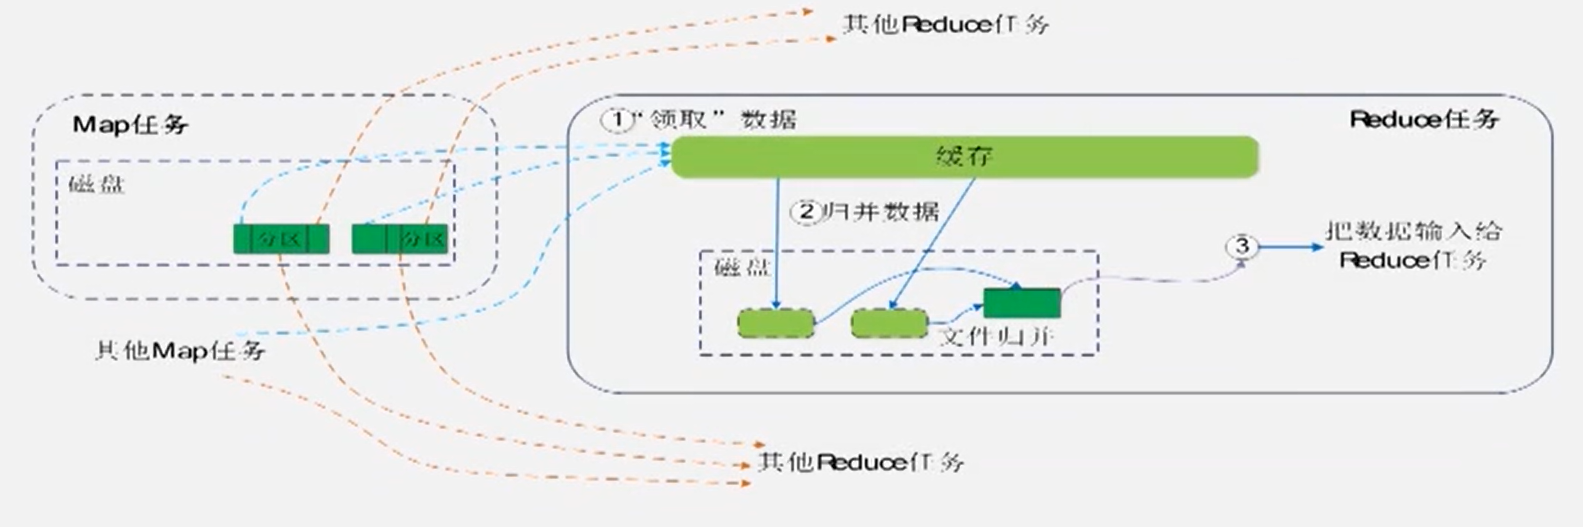 其他Reduce任务
Map任务
磁盘
分区
分区
其他Map任务
①“领取”数据
Reduce任务
缓存
②归并数据
磁盘
文件归并
③
把数据输入给
Reduce任务
其他Reduce任务